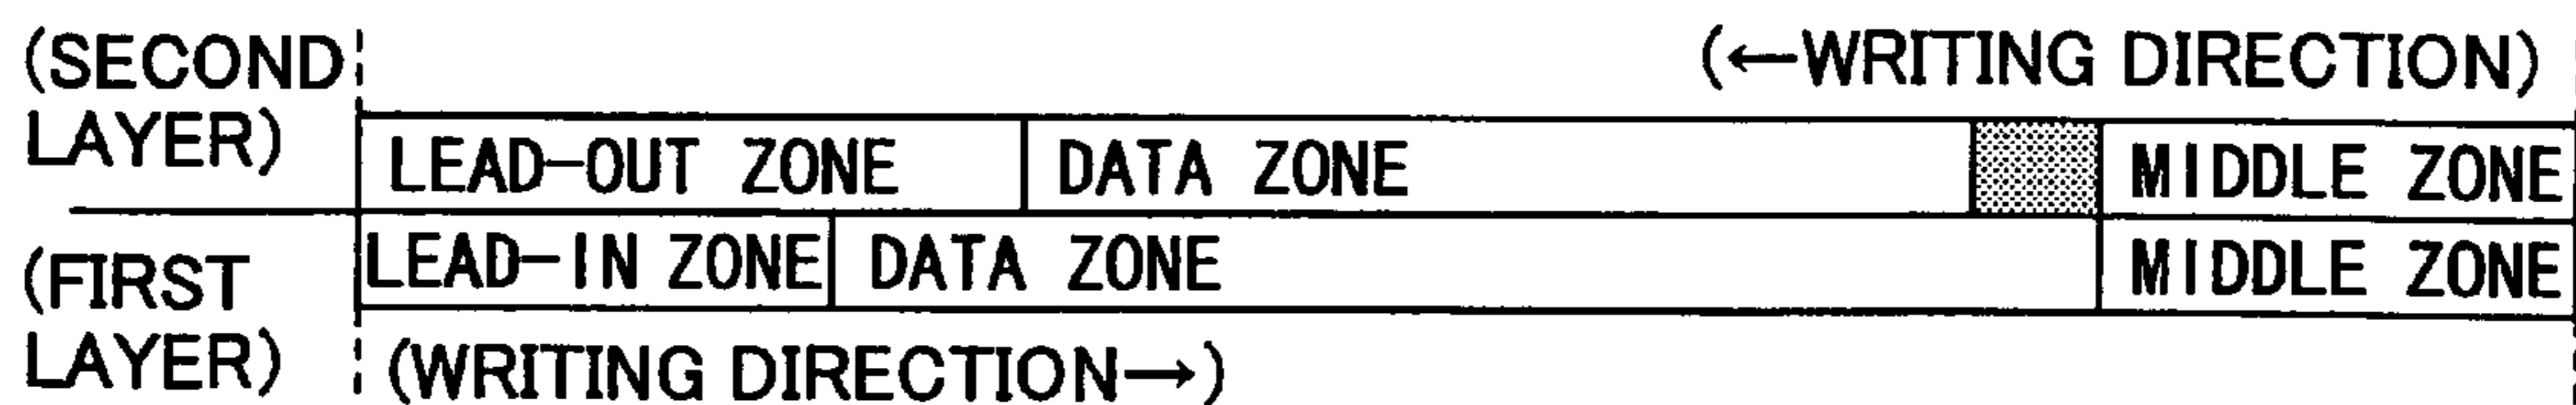 (SECOND
LAYER)
(←WRITING DIRECTION)
LEAD-OUT ZONE
DATA ZONE
MIDDLE ZONE
(FIRST
LAYER)
LEAD-IN ZONE
DATA ZONE
MIDDLE ZONE
(WRITING DIRECTION→)